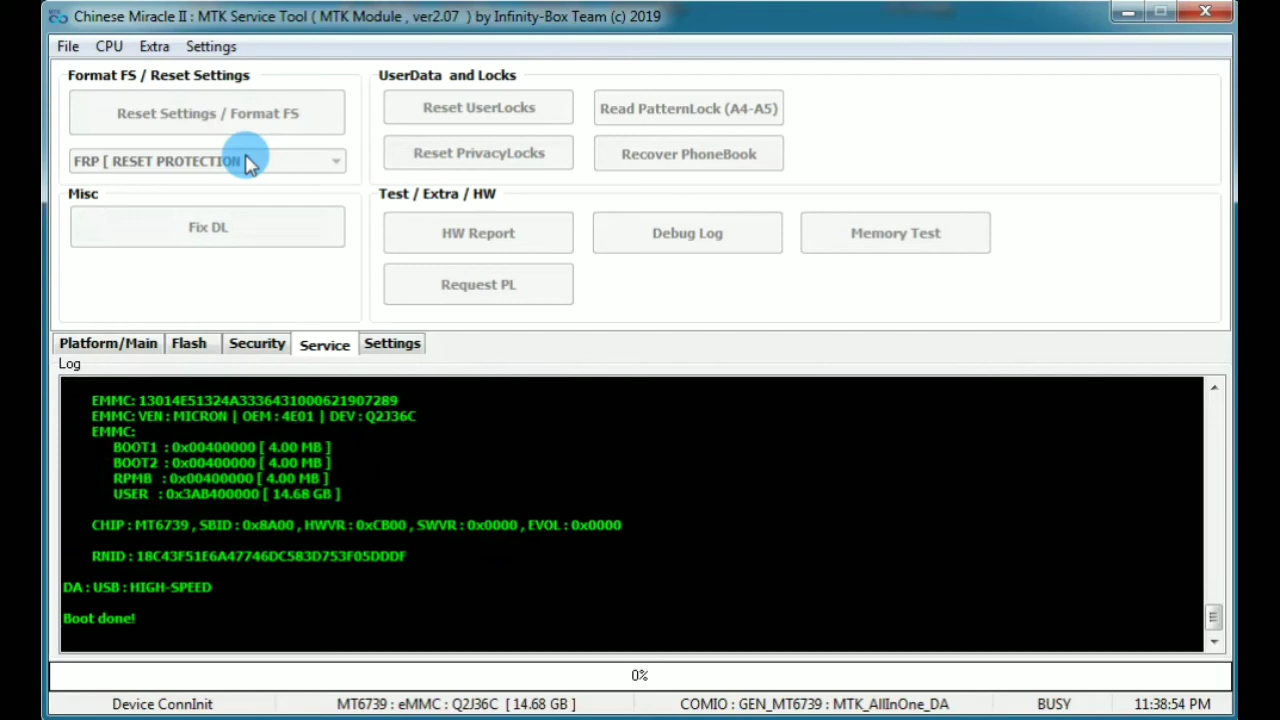 Chinese Miracle II : MTK Service Tool ( MTK Module , ver2.07 ) by Infinity-Box Team (c) 2019
File CPU Extra Settings
Format FS / Reset Settings
UserData and Locks
Reset Settings / Format FS
Reset UserLocks
Read PatternLock (A4-A5)
FRP [ RESET PROTECTION
Reset PrivacyLocks
Recover PhoneBook
Misc
Test / Extra / HW
Fix DL
HW Report
Debug Log
Memory Test
Request PL
Platform/Main Flash Security Service Settings
Log
EMMC: 13014E51324A3336431000621907289
EMMC: VEN : MICRON | OEM : 4E01 | DEV : Q2J36C
EMMC:
BOOT1 : 0x00400000 [ 4.00 MB ]
BOOT2 : 0x00400000 [ 4.00 MB ]
RPMB : 0x00400000 [ 4.00 MB ]
USER : 0x3AB400000 [ 14.68 GB ]
CHIP : MT6739 , SBID : 0x8A00 , HWVR : 0xCB00 , SWVR : 0x0000 , EVOL : 0x0000
RNID : 18C43F51E6A47746DC583D753F05DDDF
DA : USB : HIGH-SPEED
Boot done!
0%
Device ConnInit
MT6739 : eMMC : Q2J36C [ 14.68 GB ]
COMIO : GEN_MT6739 : MTK_AllInOne_DA
BUSY
11:38:54 PM